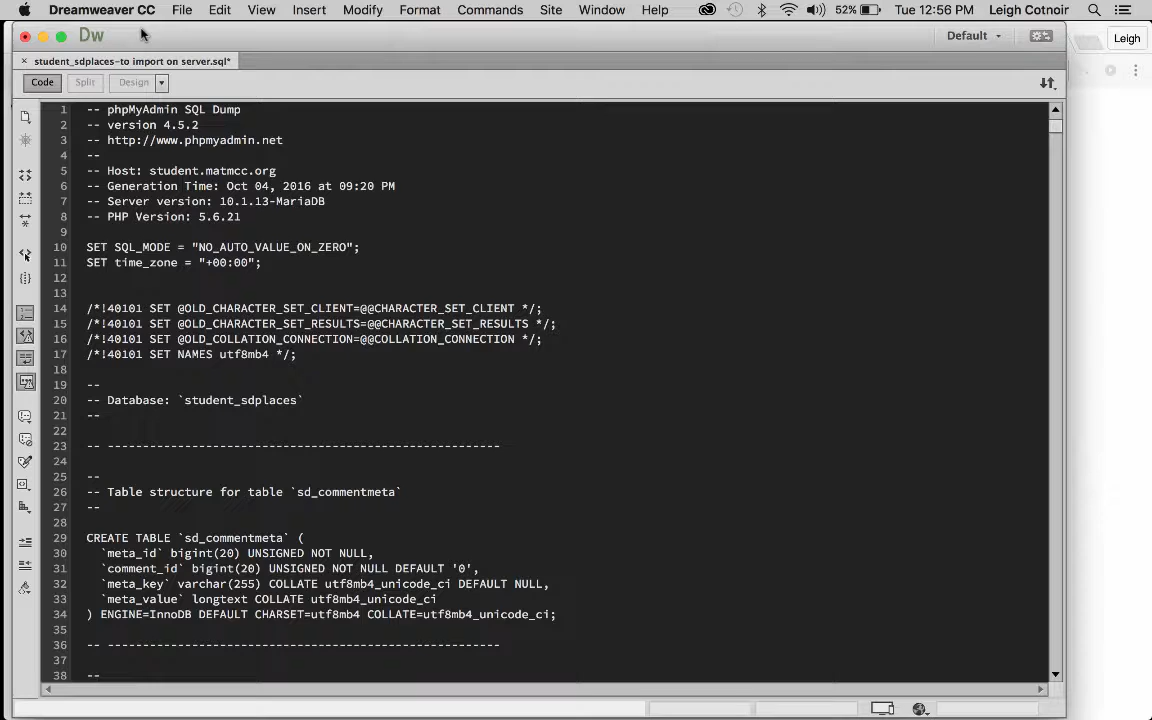 Dreamweaver CC File Edit View Insert Modify Format Commands Site Window Help 52% Tue 12:56 PM Leigh Cotnoir
Dw Default Leigh
student_sdplaces-to import on server.sql*
Code Split Design
1 -- phpMyAdmin SQL Dump
2 -- version 4.5.2
3 -- http://www.phpmyadmin.net
4 --
5 -- Host: student.matmcc.org
6 -- Generation Time: Oct 04, 2016 at 09:20 PM
7 -- Server version: 10.1.13-MariaDB
8 -- PHP Version: 5.6.21
9
10 SET SQL_MODE = "NO_AUTO_VALUE_ON_ZERO";
11 SET time_zone = "+00:00";
12
13
14 /*!40101 SET @OLD_CHARACTER_SET_CLIENT=@@CHARACTER_SET_CLIENT */;
15 /*!40101 SET @OLD_CHARACTER_SET_RESULTS=@@CHARACTER_SET_RESULTS */;
16 /*!40101 SET @OLD_COLLATION_CONNECTION=@@COLLATION_CONNECTION */;
17 /*!40101 SET NAMES utf8mb4 */;
18
19 --
20 -- Database: `student_sdplaces`
21 --
22
23 -- --------------------------------------------------------
24
25 --
26 -- Table structure for table `sd_commentmeta`
27 --
28
29 CREATE TABLE `sd_commentmeta` (
30 `meta_id` bigint(20) UNSIGNED NOT NULL,
31 `comment_id` bigint(20) UNSIGNED NOT NULL DEFAULT '0',
32 `meta_key` varchar(255) COLLATE utf8mb4_unicode_ci DEFAULT NULL,
33 `meta_value` longtext COLLATE utf8mb4_unicode_ci
34 ) ENGINE=InnoDB DEFAULT CHARSET=utf8mb4 COLLATE=utf8mb4_unicode_ci;
35
36 -- --------------------------------------------------------
37
38 --